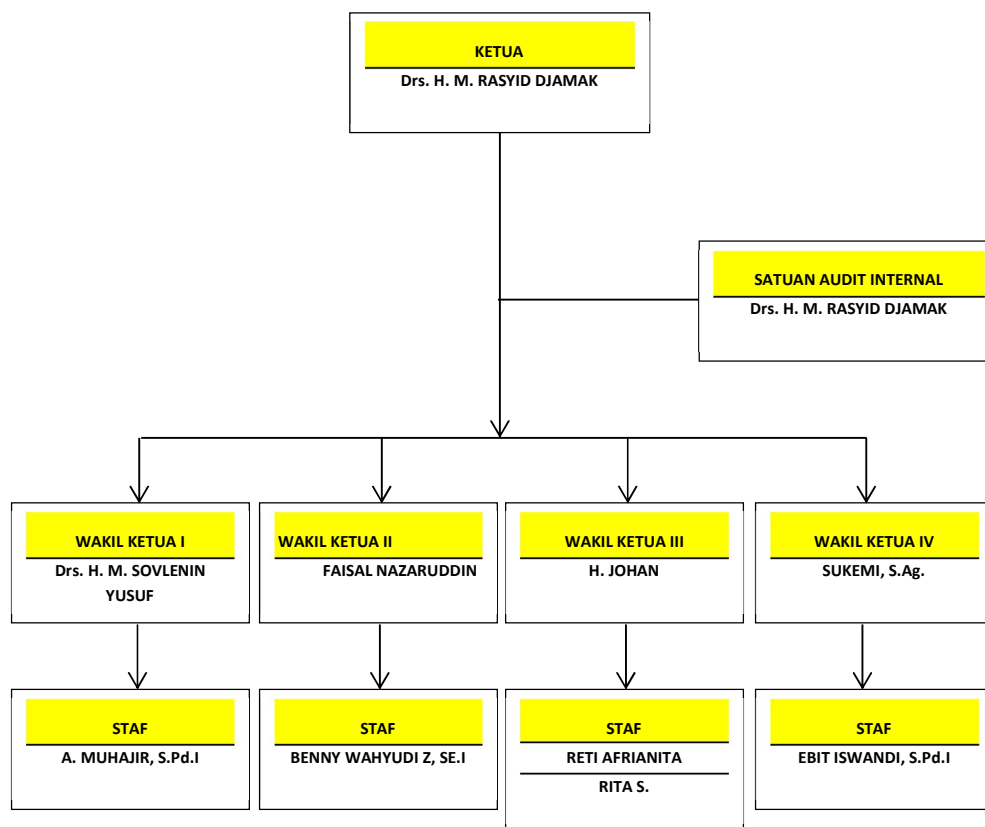 KETUA
Drs. H. M. RASYID DJAMAK
SATUAN AUDIT INTERNAL
Drs. H. M. RASYID DJAMAK
WAKIL KETUA I
Drs. H. M. SOVLENIN
YUSUF
WAKIL KETUA II
FAISAL NAZARUDDIN
WAKIL KETUA III
H. JOHAN
WAKIL KETUA IV
SUKEMI, S.Ag.
STAF
A. MUHAJIR, S.Pd.I
STAF
BENNY WAHYUDI Z, SE.I
STAF
RETI AFRIANITA
RITA S.
STAF
EBIT ISWANDI, S.Pd.I